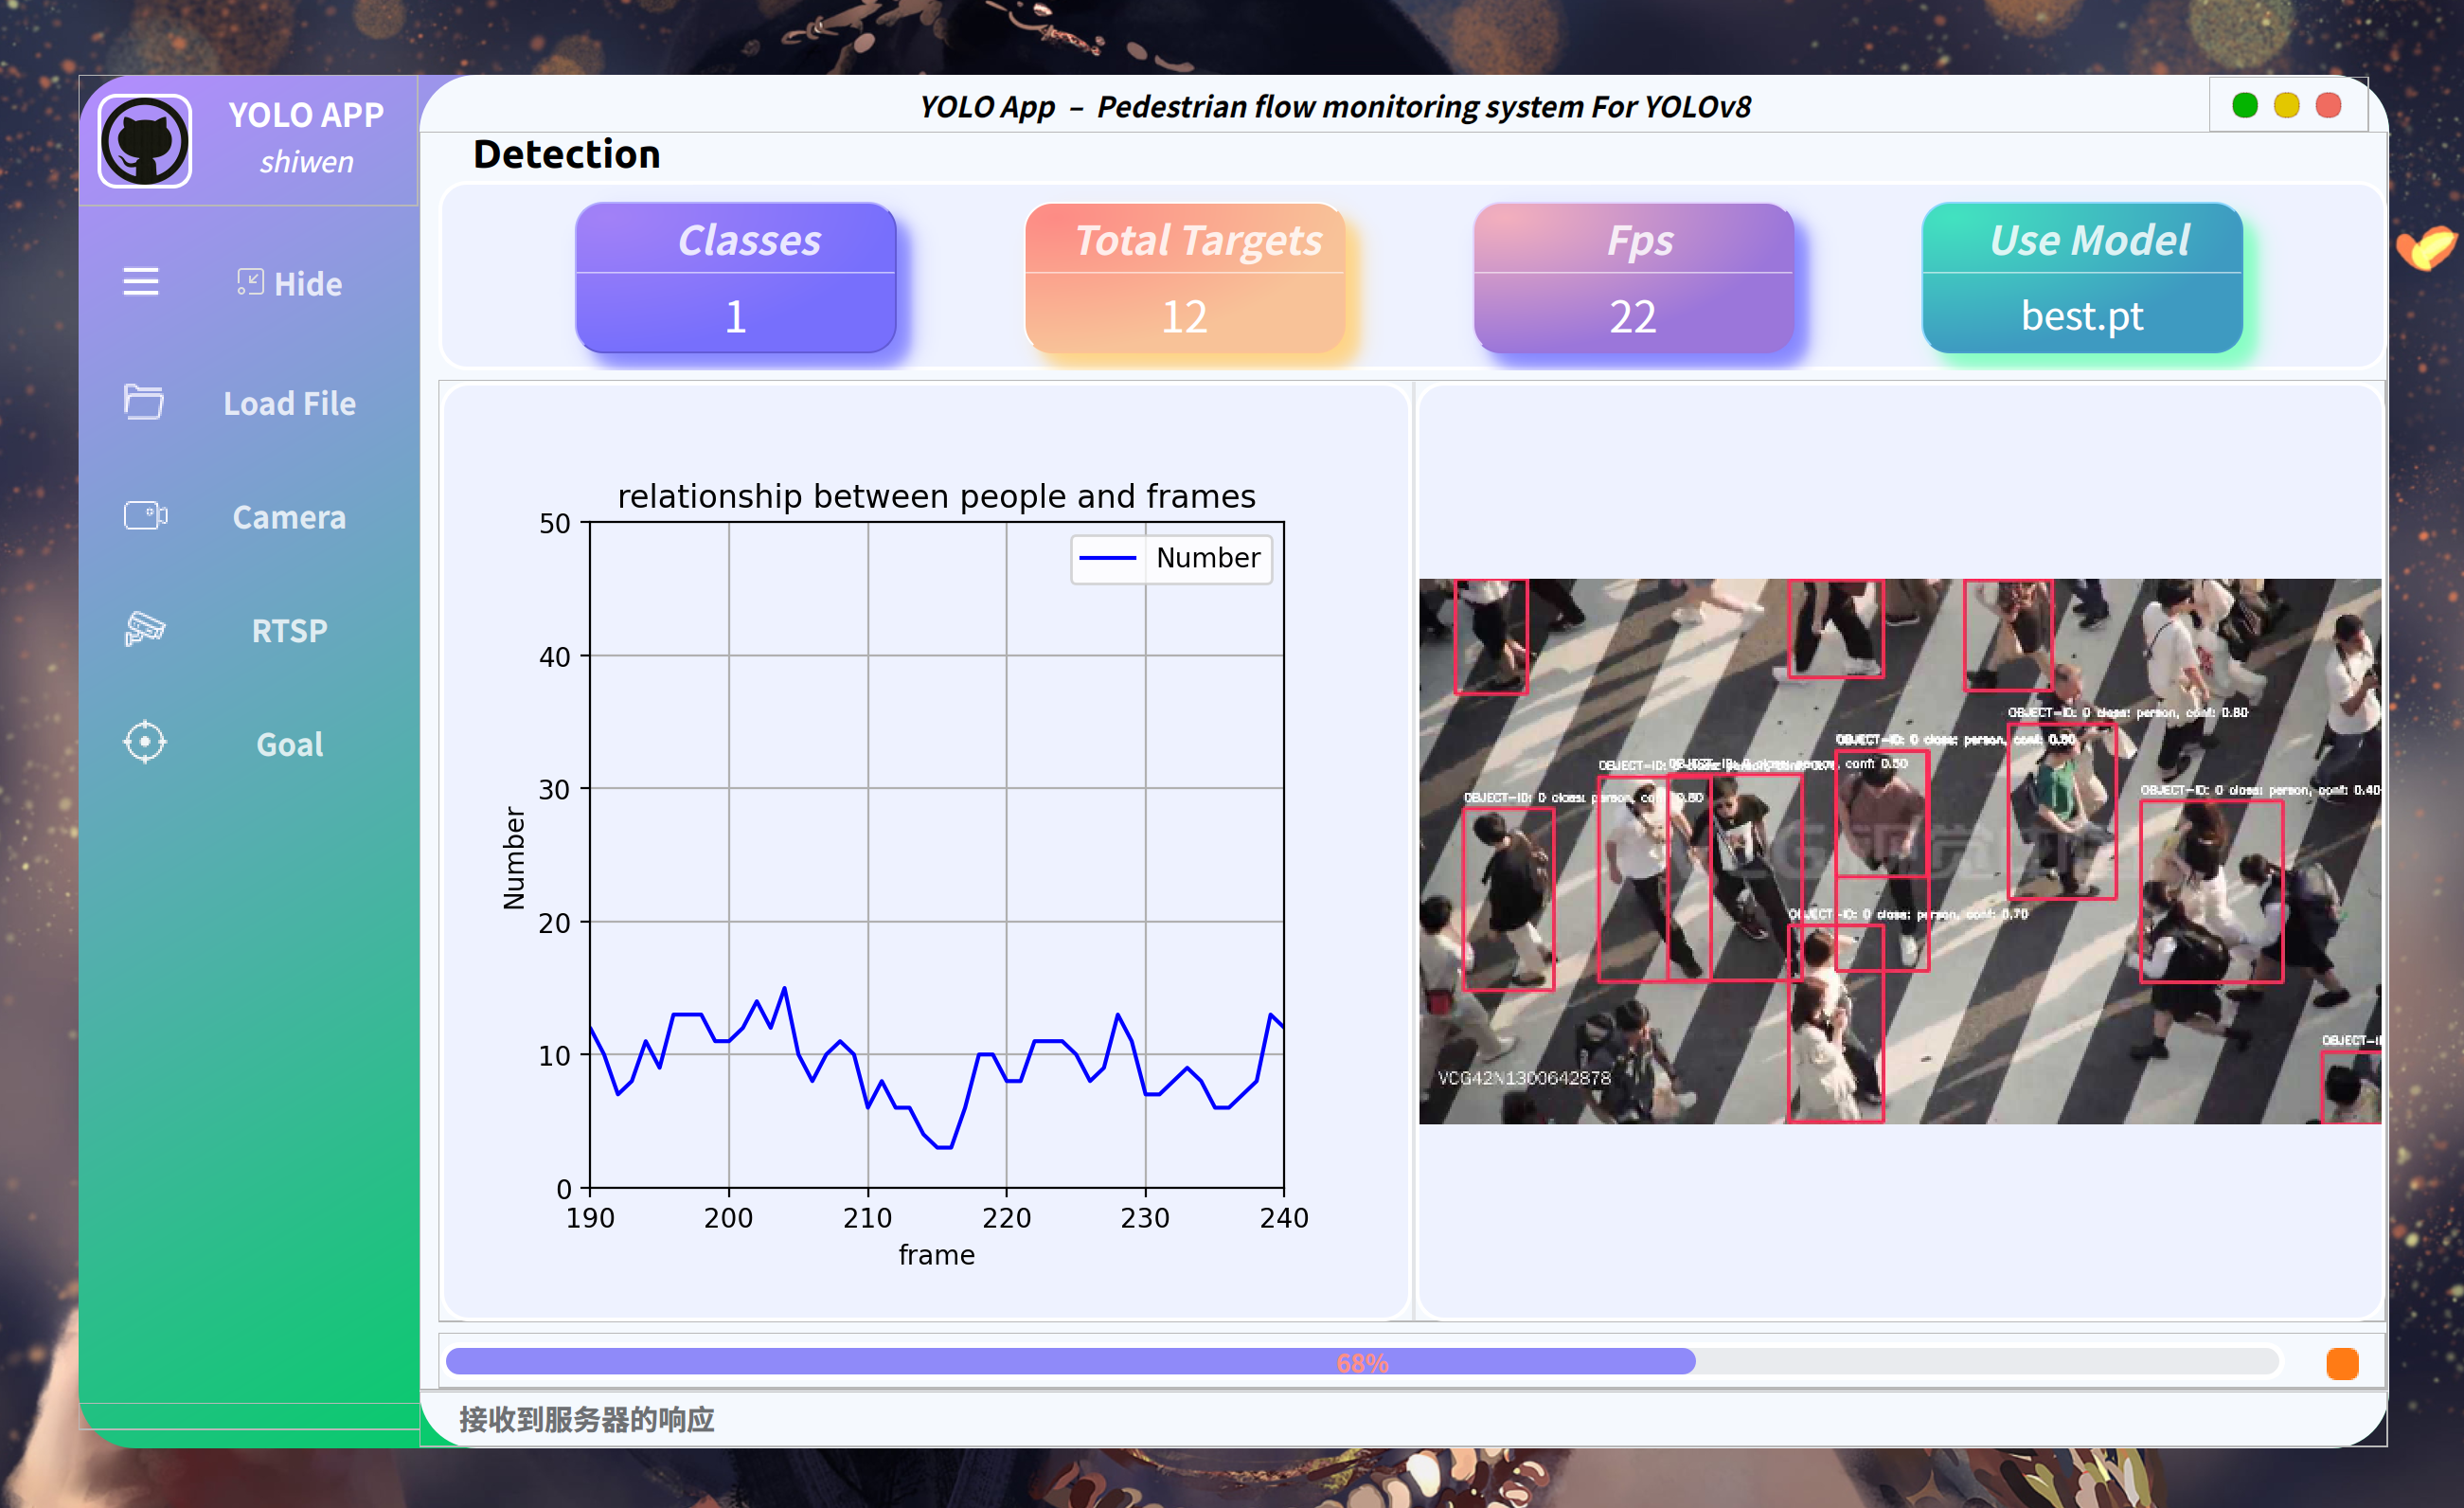 YOLO APP
shiwen
Hide
Load File
Camera
RTSP
Goal
YOLO App – Pedestrian flow monitoring system For YOLOv8
Detection
Classes
1
Total Targets
12
Fps
22
Use Model
best.pt
relationship between people and frames
50
40
30
20
10
0
Number
Number
190 200 210 220 230 240
frame
OBJECT-ID: 0 class: person, conf: 0.80
OBJECT-ID: 0 class: person, conf:
OBJECT-ID: 0
person, conf: 0.50
OBJECT-ID: 0 class: person, conf: 0.40
OBJECT-ID: 0 class: person,
OBJECT-ID: 0 class: person, conf: 0.70
VCG42N1300642878
68%
接收到服务器的响应